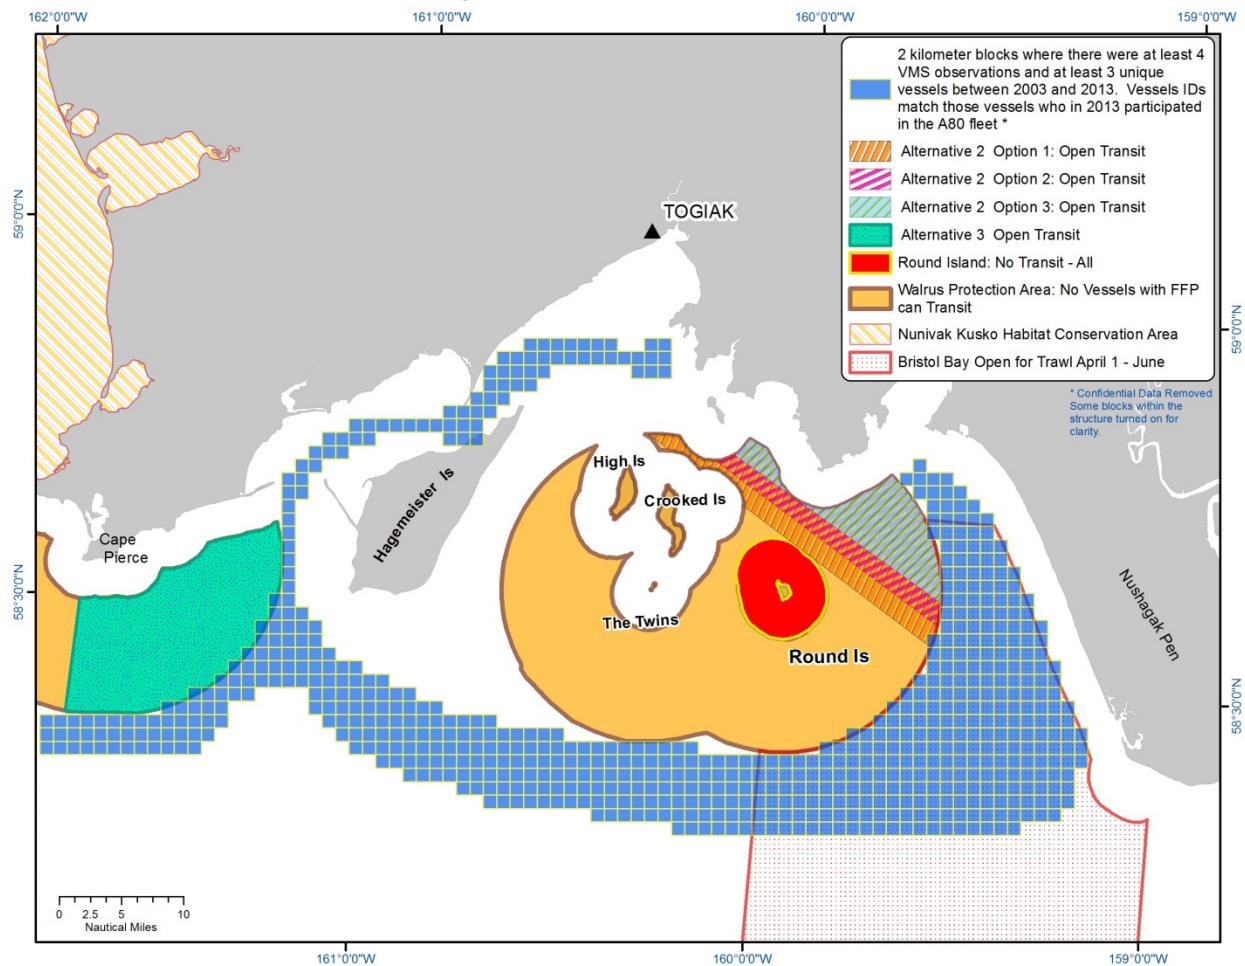 162°0'0"W
161°0'0"W
160°0'0"W
159°0'0"W
2 kilometer blocks where there were at least 4
VMS observations and at least 3 unique
vessels between 2003 and 2013. Vessels IDs
match those vessels who in 2013 participated
in the A80 fleet *
Alternative 2 Option 1: Open Transit
Alternative 2 Option 2: Open Transit
Alternative 2 Option 3: Open Transit
Alternative 3 Open Transit
Round Island: No Transit - All
Walrus Protection Area: No Vessels with FFP
can Transit
Nunivak Kusko Habitat Conservation Area
Bristol Bay Open for Trawl April 1 - June
* Confidential Data Removed
Some blocks within the
structure turned on for
clarity.
59°0'0"N
59°0'0"N
TOGIAK
High Is
Crooked Is
Hagemeister Is
Cape
Pierce
The Twins
Round Is
Nushagak Pen
58°30'0"N
58°30'0"N
0 2.5 5 10
Nautical Miles
161°0'0"W
160°0'0"W
159°0'0"W